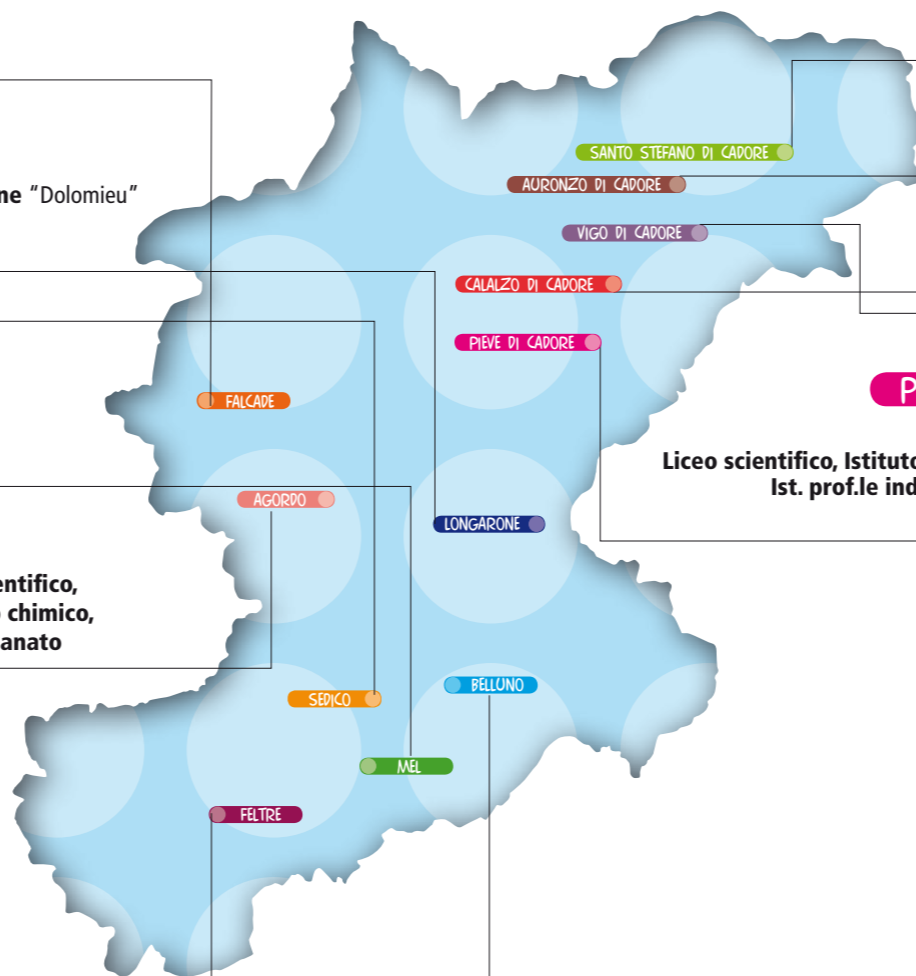 SANTO STEFANO DI CADORE
AURONZO DI CADORE
ne “Dolomieu”
VIGO DI CADORE
CALALZO DI CADORE
PIEVE DI CADORE
P
FALCADE
Liceo scientifico, Istituto
Ist. prof.le ind
AGORDO
LONGARONE
entifico,
chimico,
anato
SEDICO
BELLUNO
MEL
FELTRE